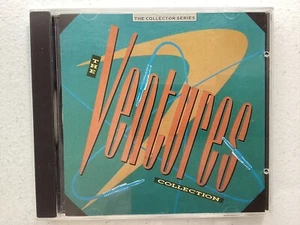 THE COLLECTOR SERIES
THE
VENTURES
COLLECTION